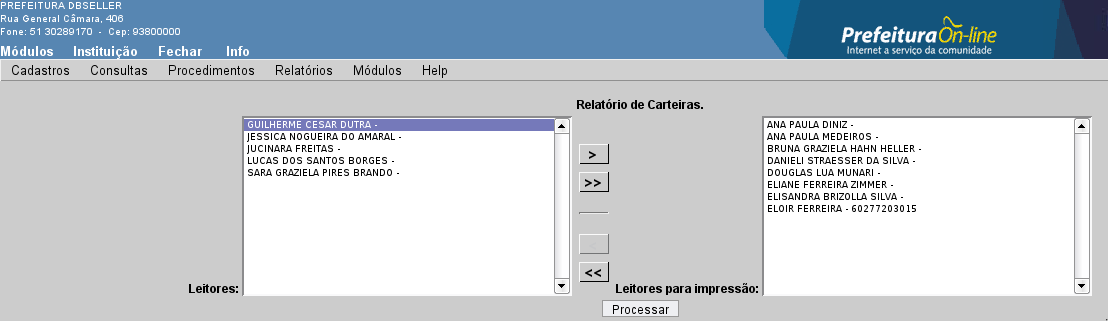 PREFEITURA DBSELLER
Rua General Câmara, 406
Fone: 51 30289170 - Cep: 93800000
Módulos Instituição Fechar Info
PrefeituraOn-line
Internet a serviço da comunidade
Cadastros Consultas Procedimentos Relatórios Módulos Help
Relatório de Carteiras.
Leitores:
GUILHERME CESAR DUTRA -
JESSICA NOGUEIRA DO AMARAL -
JUCINARA FREITAS -
LUCAS DOS SANTOS BORGES -
SARA GRAZIELA PIRES BRANDO -
>
>>
<<
Leitores para impressão:
ANA PAULA DINIZ -
ANA PAULA MEDEIROS -
BRUNA GRAZIELA HAHN HELLER -
DANIELI STRAESSER DA SILVA -
DOUGLAS LUA MUNARI -
ELIANE FERREIRA ZIMMER -
ELISANDRA BRIZOLLA SILVA -
ELOIR FERREIRA - 60277203015
Processar